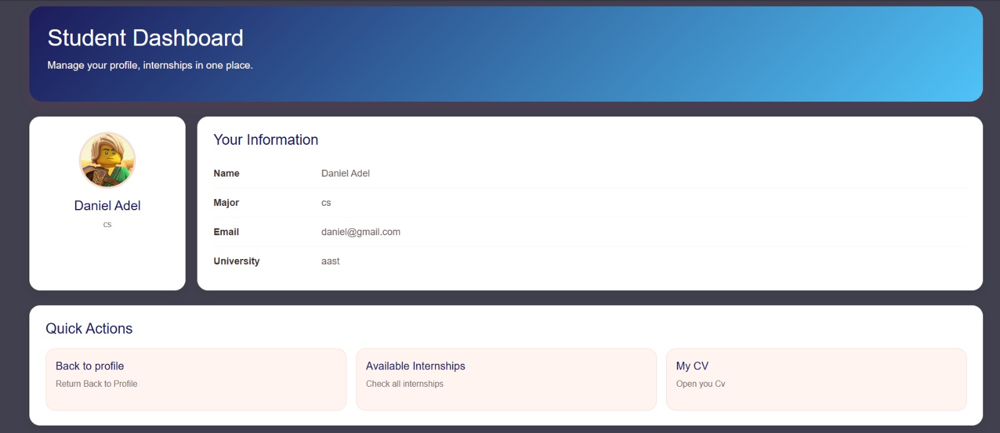 Student Dashboard
Manage your profile, internships in one place.
Daniel Adel
cs
Your Information
Name Daniel Adel
Major cs
Email daniel@gmail.com
University aast
Quick Actions
Back to profile
Return Back to Profile
Available Internships
Check all internships
My CV
Open you Cv